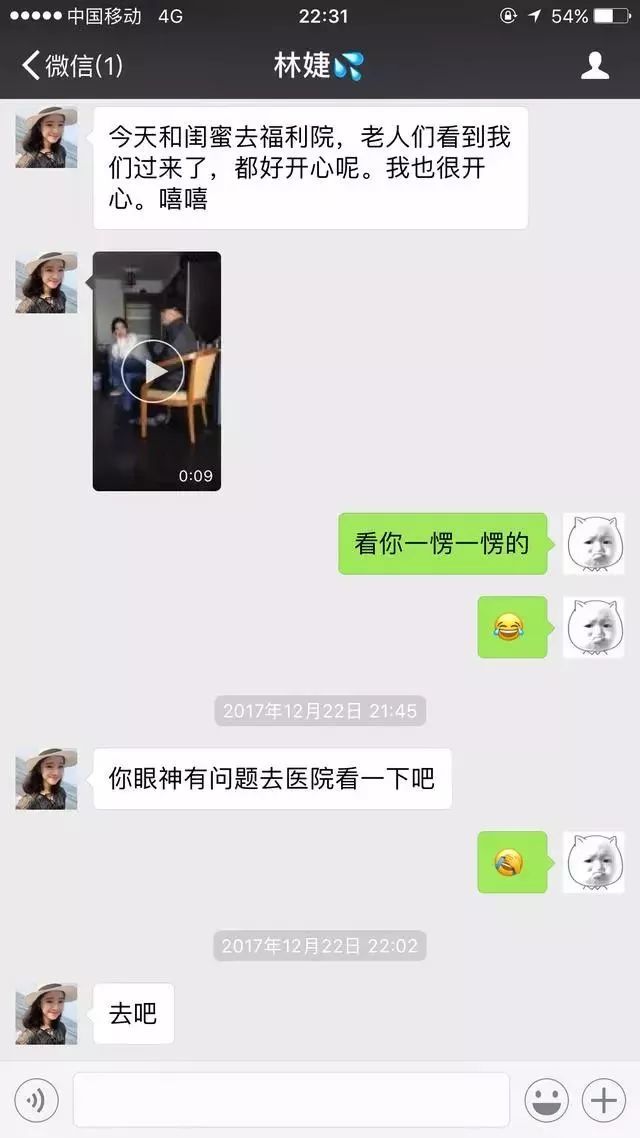 中国移动 4G 22:31 54%
微信(1) 林婕💦
今天和闺蜜去福利院，老人们看到我
们过来了，都好开心呢。我也很开
心。嘻嘻
0:09
看你一愣一愣的
😂
2017年12月22日 21:45
你眼神有问题去医院看一下吧
2017年12月22日 22:02
去吧